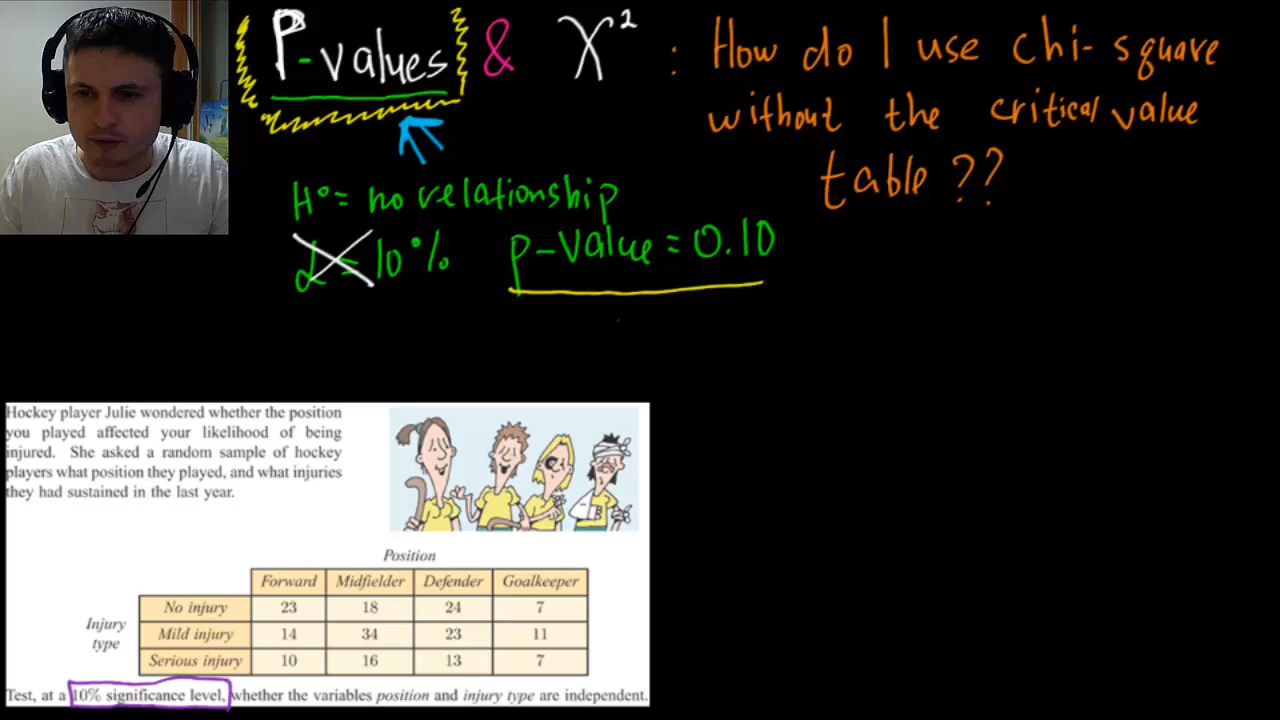 P-values & X² : How do I use chi-square
without the critical value
table ??
H°= no relationship
α = 10%   p-value = 0.10
Hockey player Julie wondered whether the position
you played affected your likelihood of being
injured. She asked a random sample of hockey
players what position they played, and what injuries
they had sustained in the last year.
Position
Forward Midfielder Defender Goalkeeper
No injury 23 18 24 7
Injury type
Mild injury 14 34 23 11
Serious injury 10 16 13 7
Test, at a 10% significance level, whether the variables position and injury type are independent.